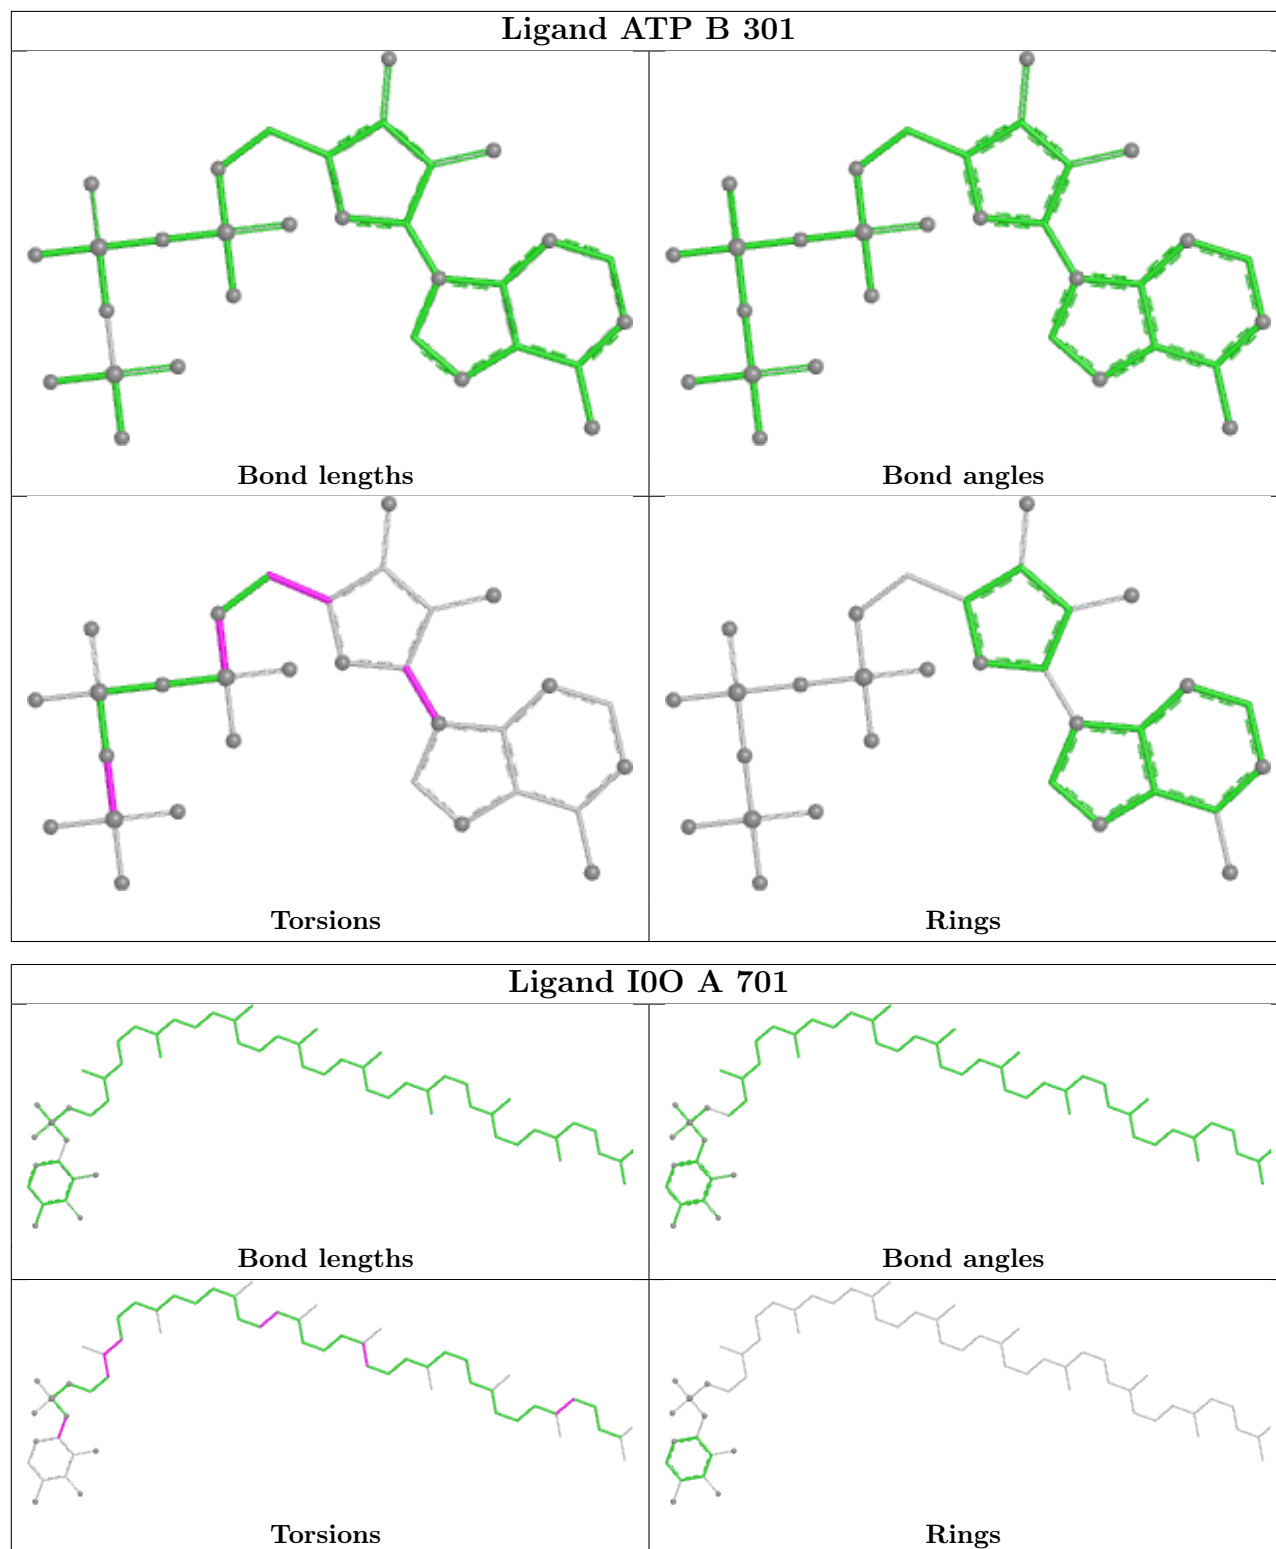 Ligand ATP B 301
Bond lengths
Bond angles
Torsions
Rings
Ligand I0O A 701
Bond lengths
Bond angles
Torsions
Rings